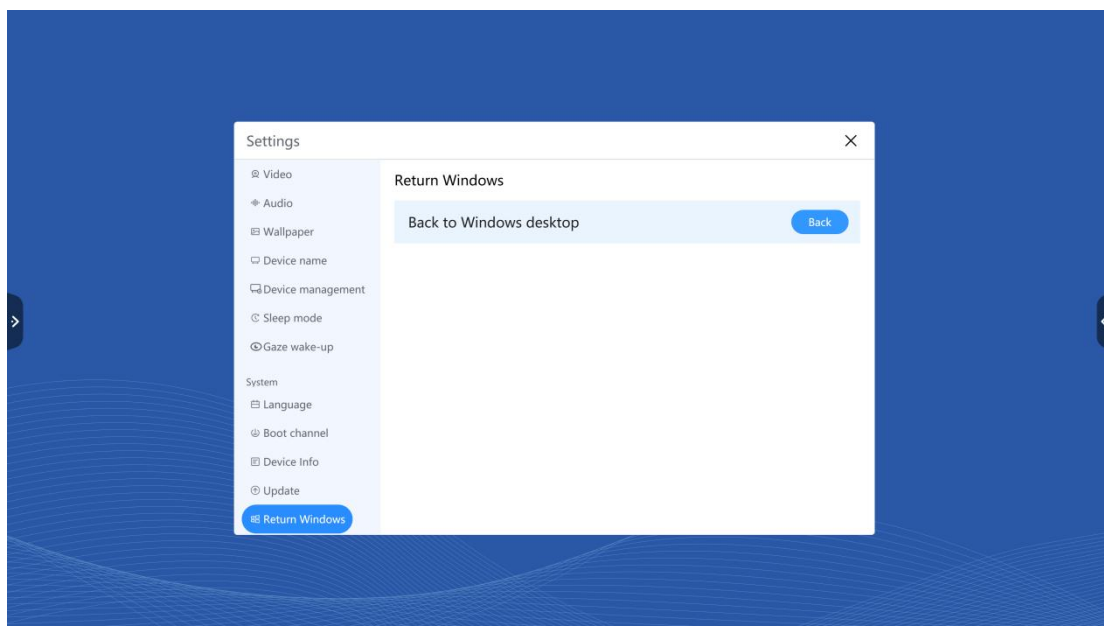 Settings
Video
Audio
Wallpaper
Device name
Device management
Sleep mode
Gaze wake-up
System
Language
Boot channel
Device Info
Update
Return Windows
Return Windows
Back to Windows desktop
Back